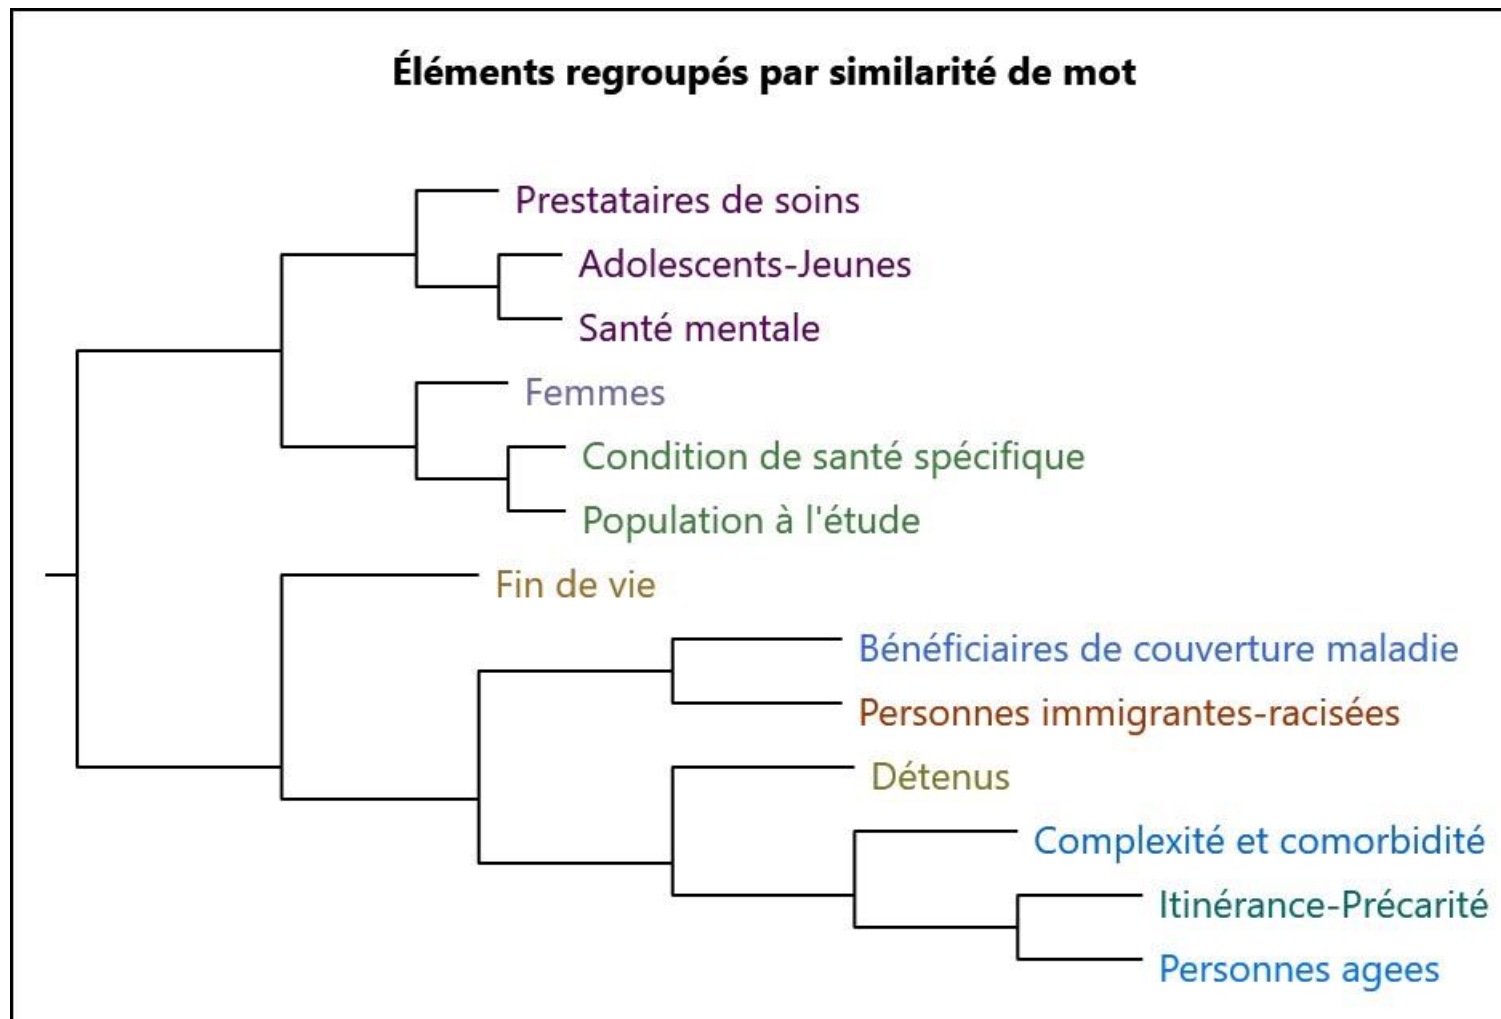 Éléments regroupés par similarité de mot
Prestataires de soins
Adolescents-Jeunes
Santé mentale
Femmes
Condition de santé spécifique
Population à l'étude
Fin de vie
Bénéficiaires de couverture maladie
Personnes immigrantes-racisées
Détenus
Complexité et comorbidité
Itinérance-Précarité
Personnes agees